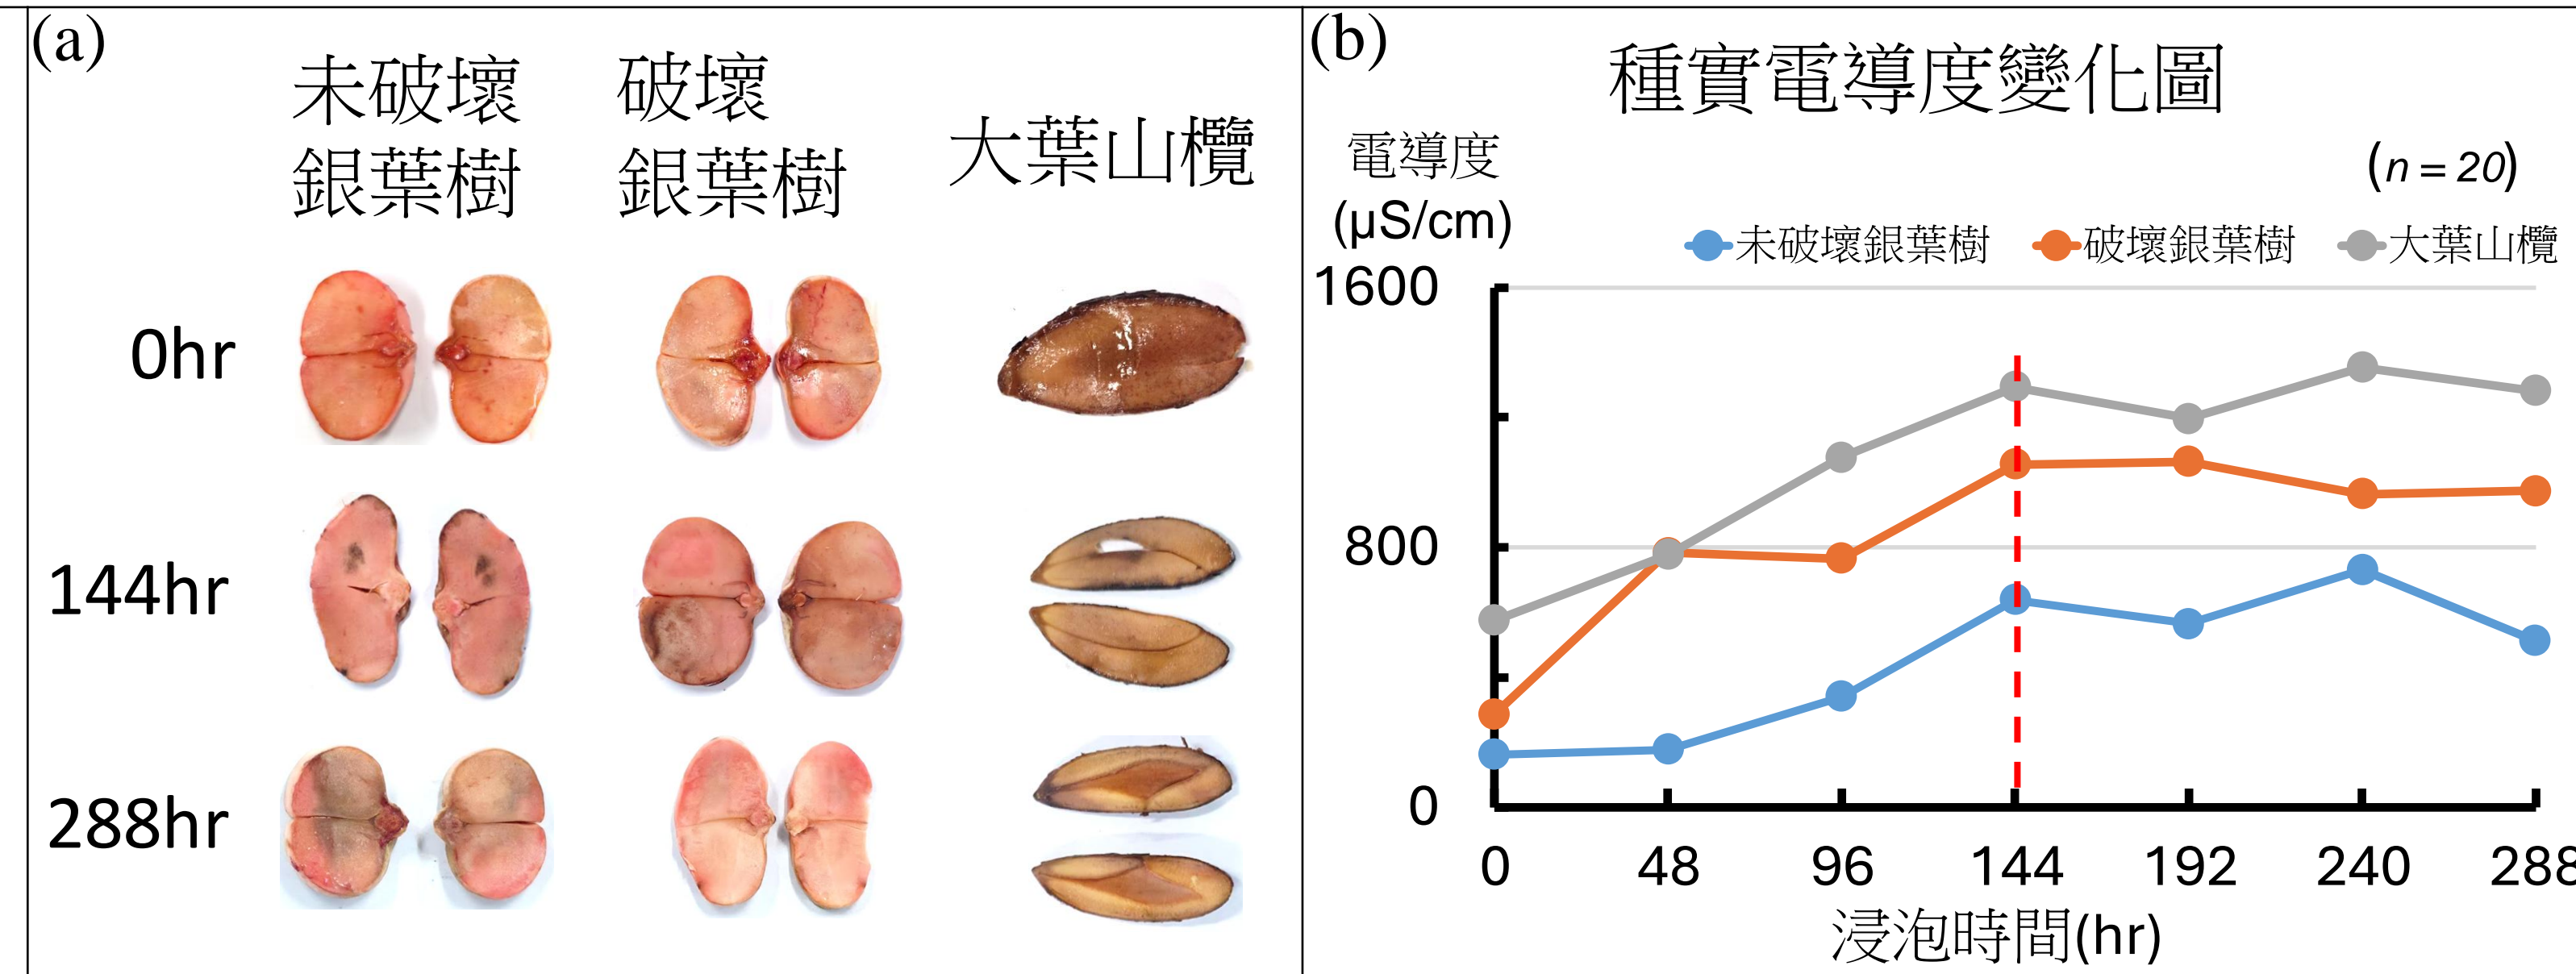 (a)
未破壞
銀葉樹
破壞
銀葉樹
大葉山欖
0hr
144hr
288hr
(b)
種實電導度變化圖
電導度
(μS/cm)
(n = 20)
未破壞銀葉樹 破壞銀葉樹 大葉山欖
1600
800
0
0 48 96 144 192 240 288
浸泡時間(hr)